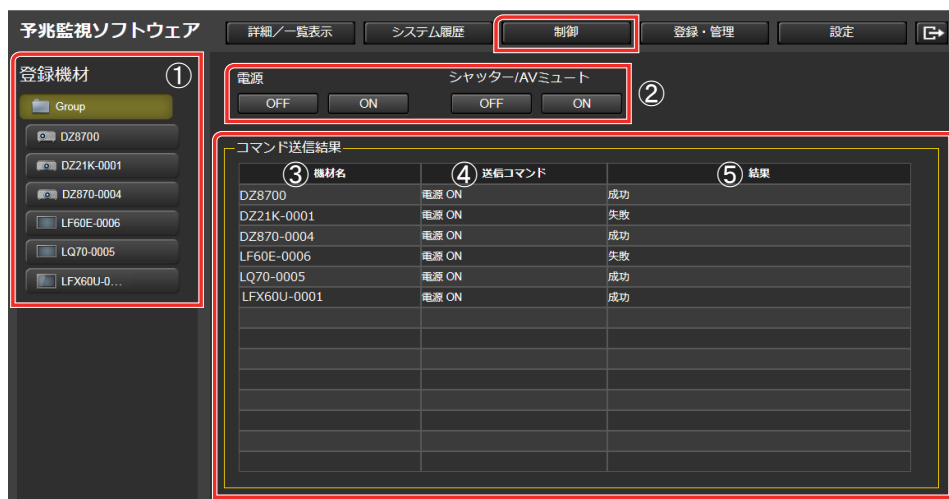 予兆監視ソフトウェア
詳細／一覧表示 システム履歴 制御 登録・管理 設定
登録機材 ①
Group
DZ8700
DZ21K-0001
DZ870-0004
LF60E-0006
LQ70-0005
LFX60U-0...
電源 シャッター/AVミュート
OFF ON OFF ON ②
コマンド送信結果
③ 機材名 ④ 送信コマンド ⑤ 結果
DZ8700 電源 ON 成功
DZ21K-0001 電源 ON 失敗
DZ870-0004 電源 ON 成功
LF60E-0006 電源 ON 失敗
LQ70-0005 電源 ON 成功
LFX60U-0001 電源 ON 成功